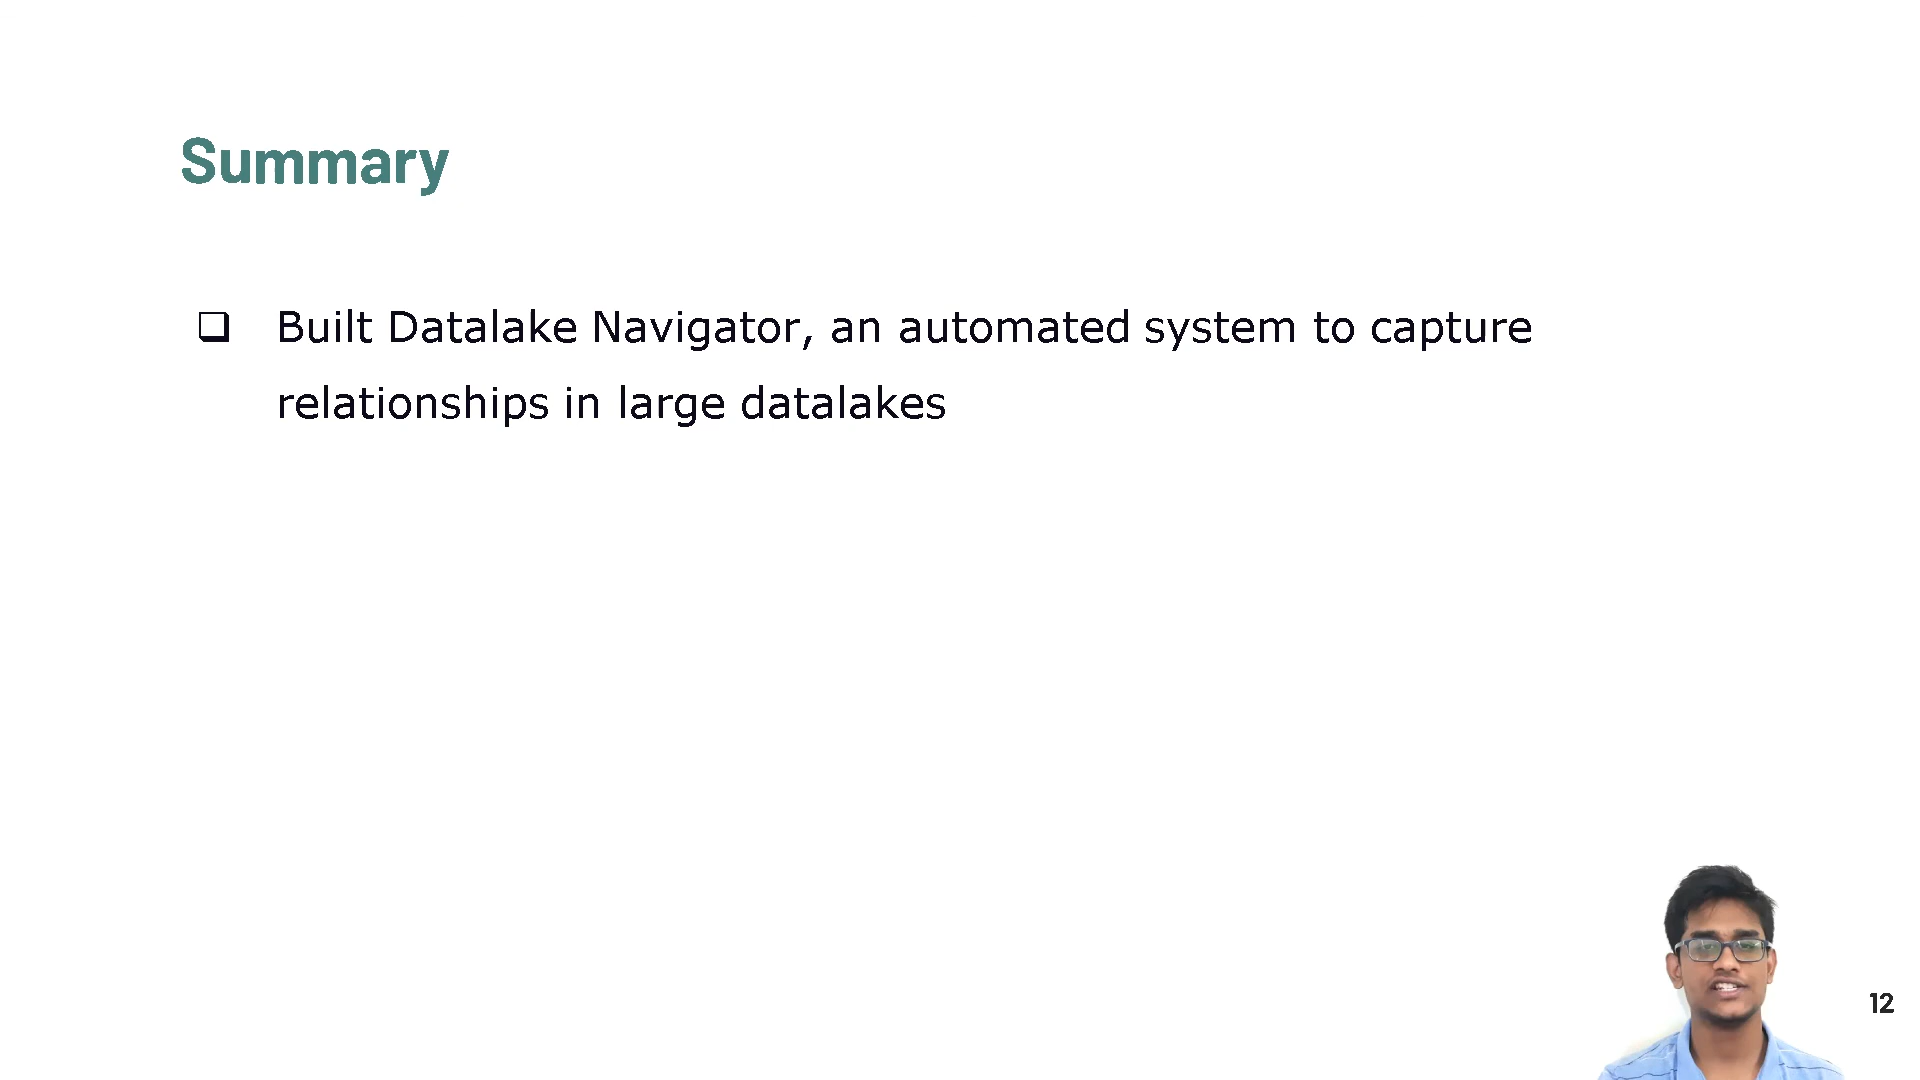 Summary
❑ Built Datalake Navigator, an automated system to capture
relationships in large datalakes
12